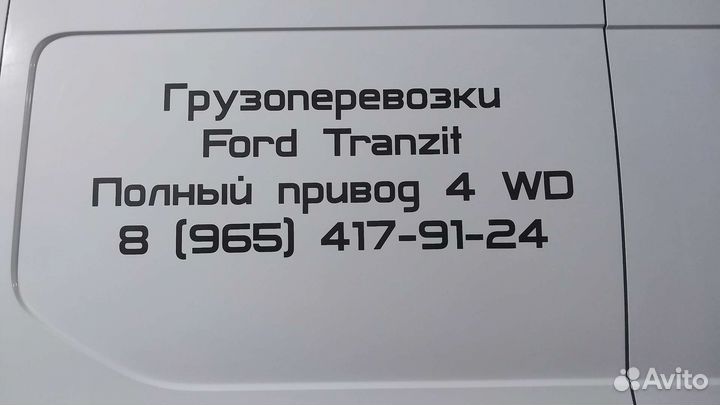 Грузоперевозки
Ford Tranzit
Полный привод 4 WD
8 (965) 417-91-24
Avito